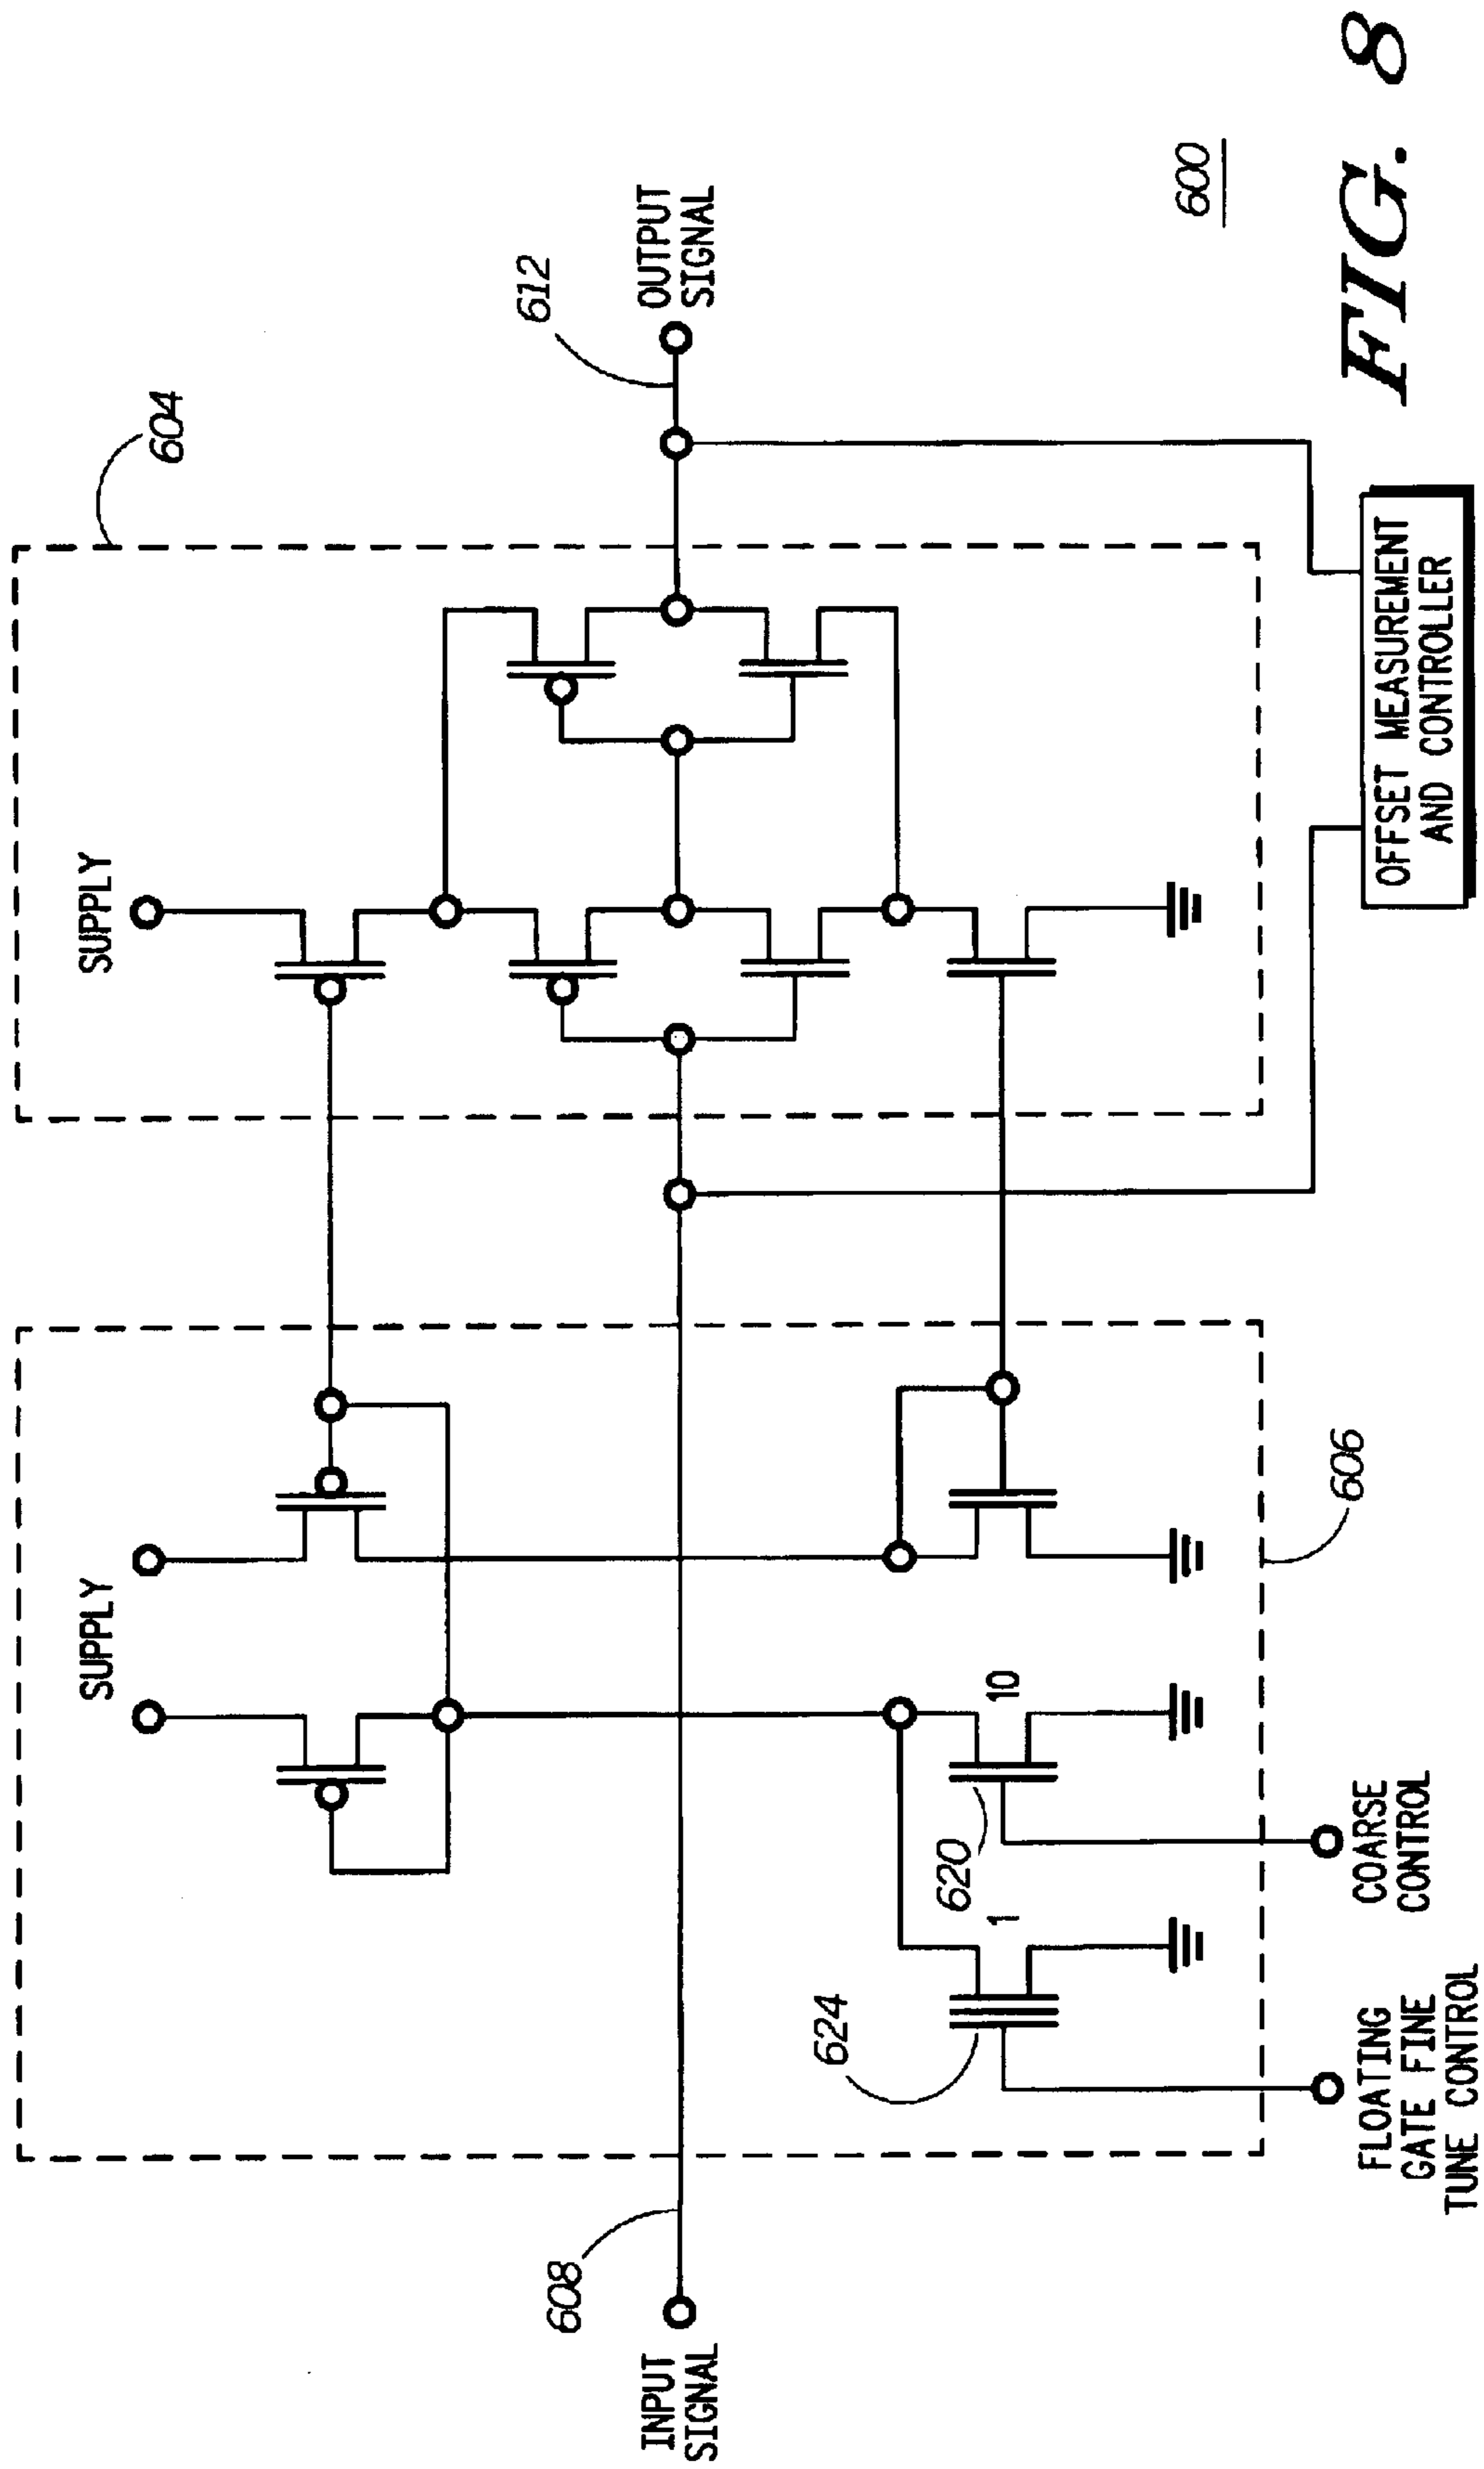 604
SUPPLY
SUPPLY
612
OUTPUT
SIGNAL
608
INPUT
SIGNAL
624
620
1
10
606
FLOATING
GATE FINE
TUNE CONTROL
COARSE
CONTROL
OFFSET MEASUREMENT
AND CONTROLLER
600
FIG. 8